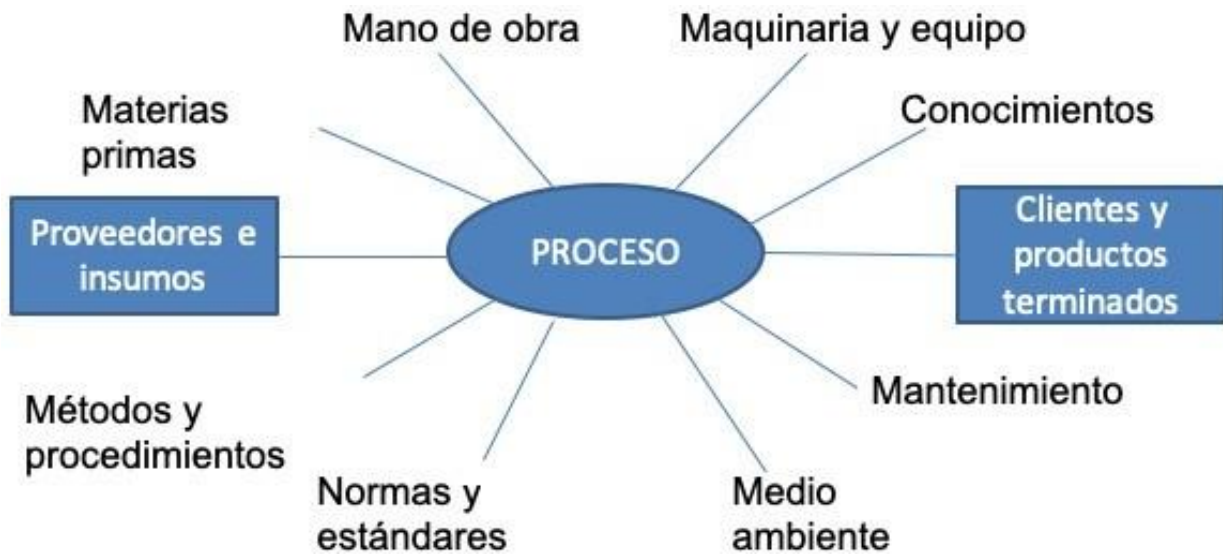 Mano de obra
Maquinaria y equipo
Materias
primas
Conocimientos
Proveedores e
insumos
PROCESO
Clientes y
productos
terminados
Métodos y
procedimientos
Mantenimiento
Normas y
estándares
Medio
ambiente